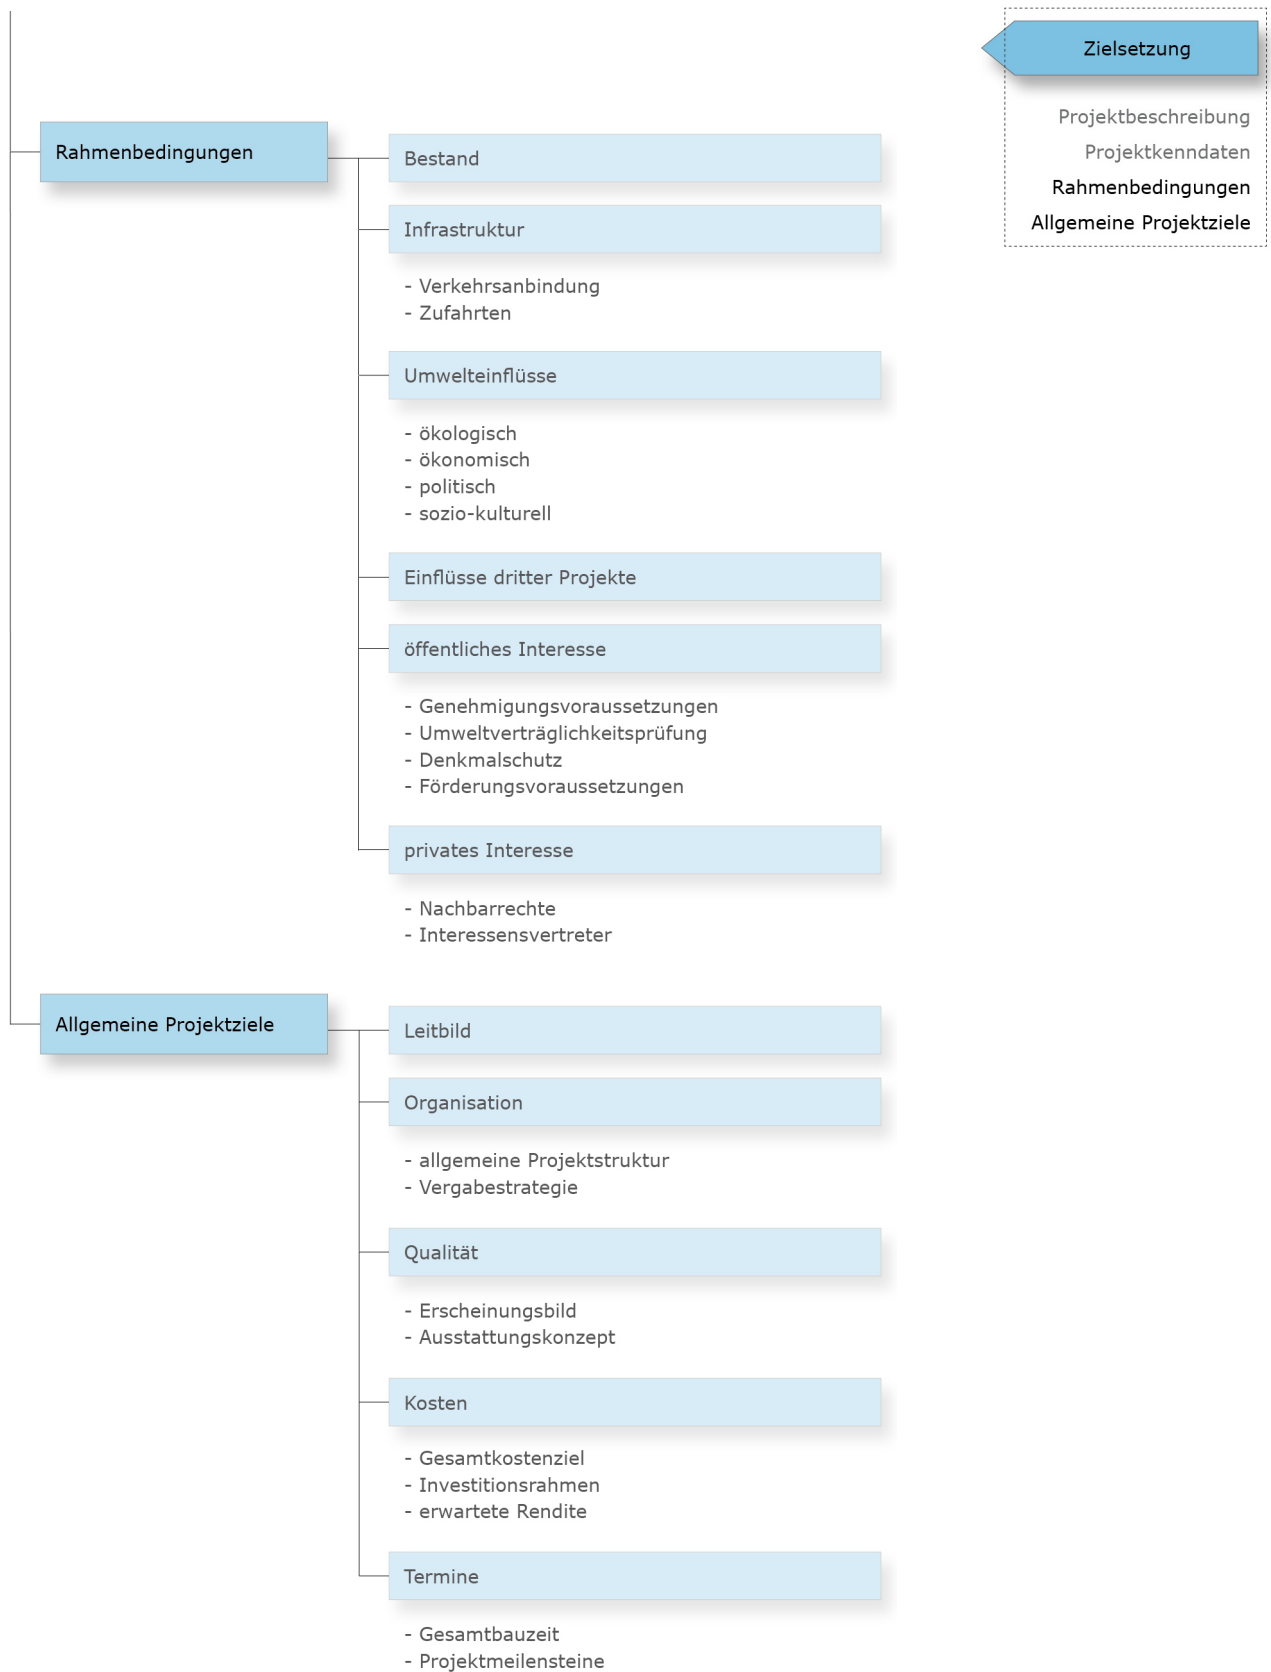 Zielsetzung
Projektbeschreibung
Projektkenndaten
Rahmenbedingungen
Allgemeine Projektziele
Rahmenbedingungen
Bestand
Infrastruktur
- Verkehrsanbindung
- Zufahrten
Umwelteinflüsse
- ökologisch
- ökonomisch
- politisch
- sozio-kulturell
Einflüsse dritter Projekte
öffentliches Interesse
- Genehmigungsvoraussetzungen
- Umweltverträglichkeitsprüfung
- Denkmalschutz
- Förderungsvoraussetzungen
privates Interesse
- Nachbarrechte
- Interessensvertreter
Allgemeine Projektziele
Leitbild
Organisation
- allgemeine Projektstruktur
- Vergabestrategie
Qualität
- Erscheinungsbild
- Ausstattungskonzept
Kosten
- Gesamtkostenziel
- Investitionsrahmen
- erwartete Rendite
Termine
- Gesamtbauzeit
- Projektmeilensteine